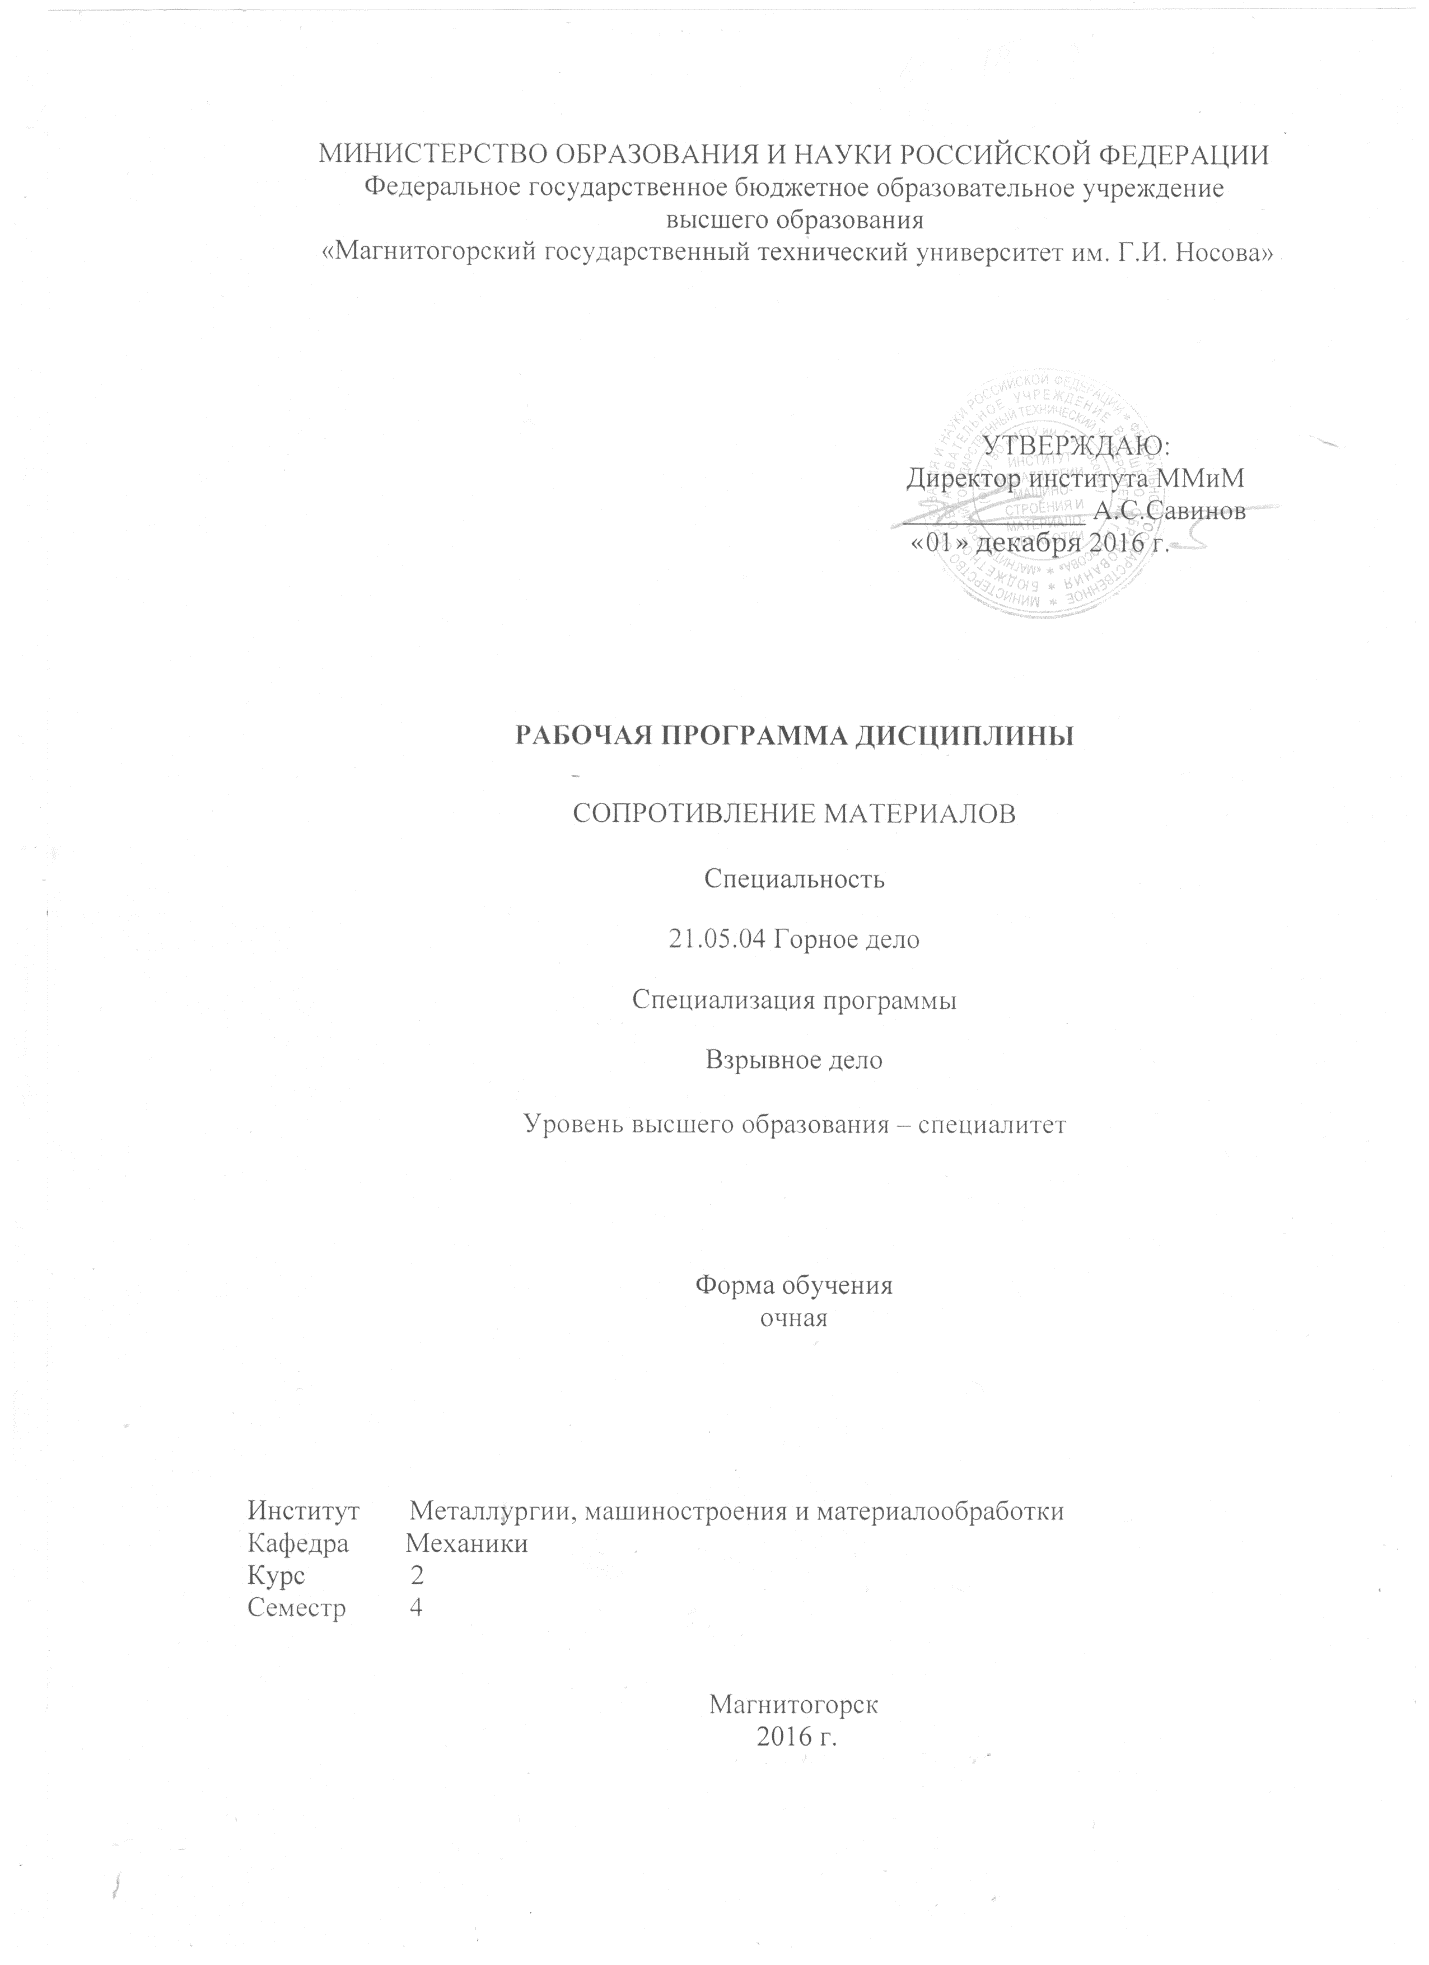 МИНИСТЕРСТВО ОБРАЗОВАНИЯ И НАУКИ РОССИЙСКОЙ ФЕДЕРАЦИИ
Федеральное государственное бюджетное образовательное учреждение
высшего образования
«Магнитогорский государственный технический университет им. Г.И. Носова»
УТВЕРЖДАЮ:
Директор института ММиМ
А.С.Савинов
«01» декабря 2016 г.
РАБОЧАЯ ПРОГРАММА ДИСЦИПЛИНЫ
СОПРОТИВЛЕНИЕ МАТЕРИАЛОВ
Специальность
21.05.04 Горное дело
Специализация программы
Взрывное дело
Уровень высшего образования – специалитет
Форма обучения
очная
Институт Металлургии, машиностроения и материалообработки
Кафедра Механики
Курс 2
Семестр 4
Магнитогорск
2016 г.